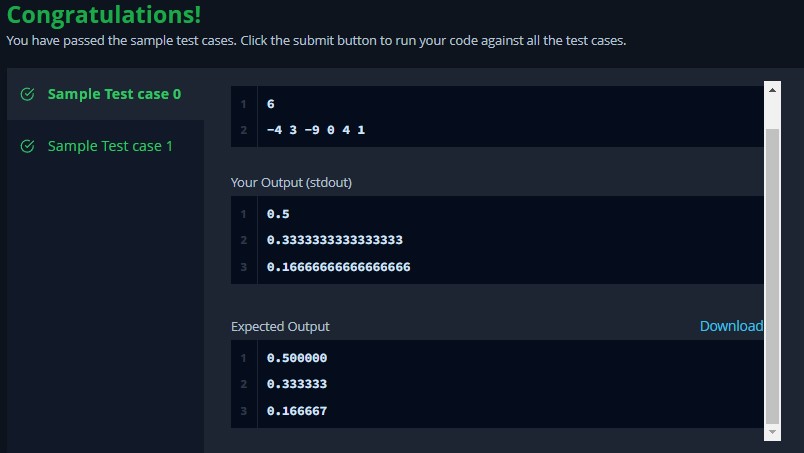 Congratulations!
You have passed the sample test cases. Click the submit button to run your code against all the test cases.
Sample Test case 0
Sample Test case 1
1 6
2 -4 3 -9 0 4 1
Your Output (stdout)
1 0.5
2 0.3333333333333333
3 0.16666666666666666
Expected Output Download
1 0.500000
2 0.333333
3 0.166667